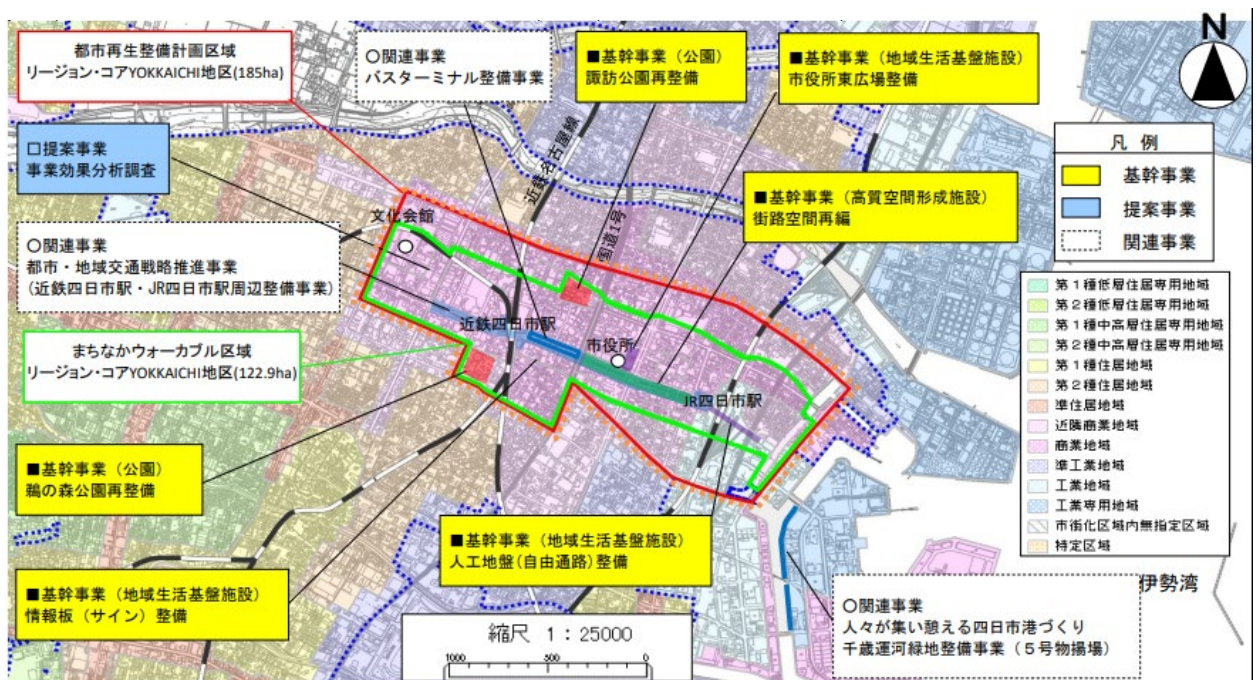 都市再生整備計画区域
リージョン・コアYOKKAICHI地区(185ha)
〇関連事業
バスターミナル整備事業
■基幹事業（公園）
諏訪公園再整備
■基幹事業（地域生活基盤施設）
市役所東広場整備
N
□提案事業
事業効果分析調査
近鉄名古屋線
国道1号
■基幹事業（高質空間形成施設）
街路空間再編
凡 例
基幹事業
提案事業
関連事業
文化会館
〇関連事業
都市・地域交通戦略推進事業
（近鉄四日市駅・JR四日市駅周辺整備事業）
近鉄四日市駅
市役所
JR四日市駅
まちなかウォーカブル区域
リージョン・コアYOKKAICHI地区(122.9ha)
第１種低層住居専用地域
第２種低層住居専用地域
第１種中高層住居専用地域
第２種中高層住居専用地域
第１種住居地域
第２種住居地域
準住居地域
近隣商業地域
商業地域
準工業地域
工業地域
工業専用地域
市街化区域内無指定区域
特定区域
■基幹事業（公園）
鵜の森公園再整備
■基幹事業（地域生活基盤施設）
人工地盤(自由通路)整備
■基幹事業（地域生活基盤施設）
情報板（サイン）整備
伊勢湾
〇関連事業
人々が集い憩える四日市港づくり
千歳運河緑地整備事業（５号物揚場）
縮尺 1：25000
1000 500 0